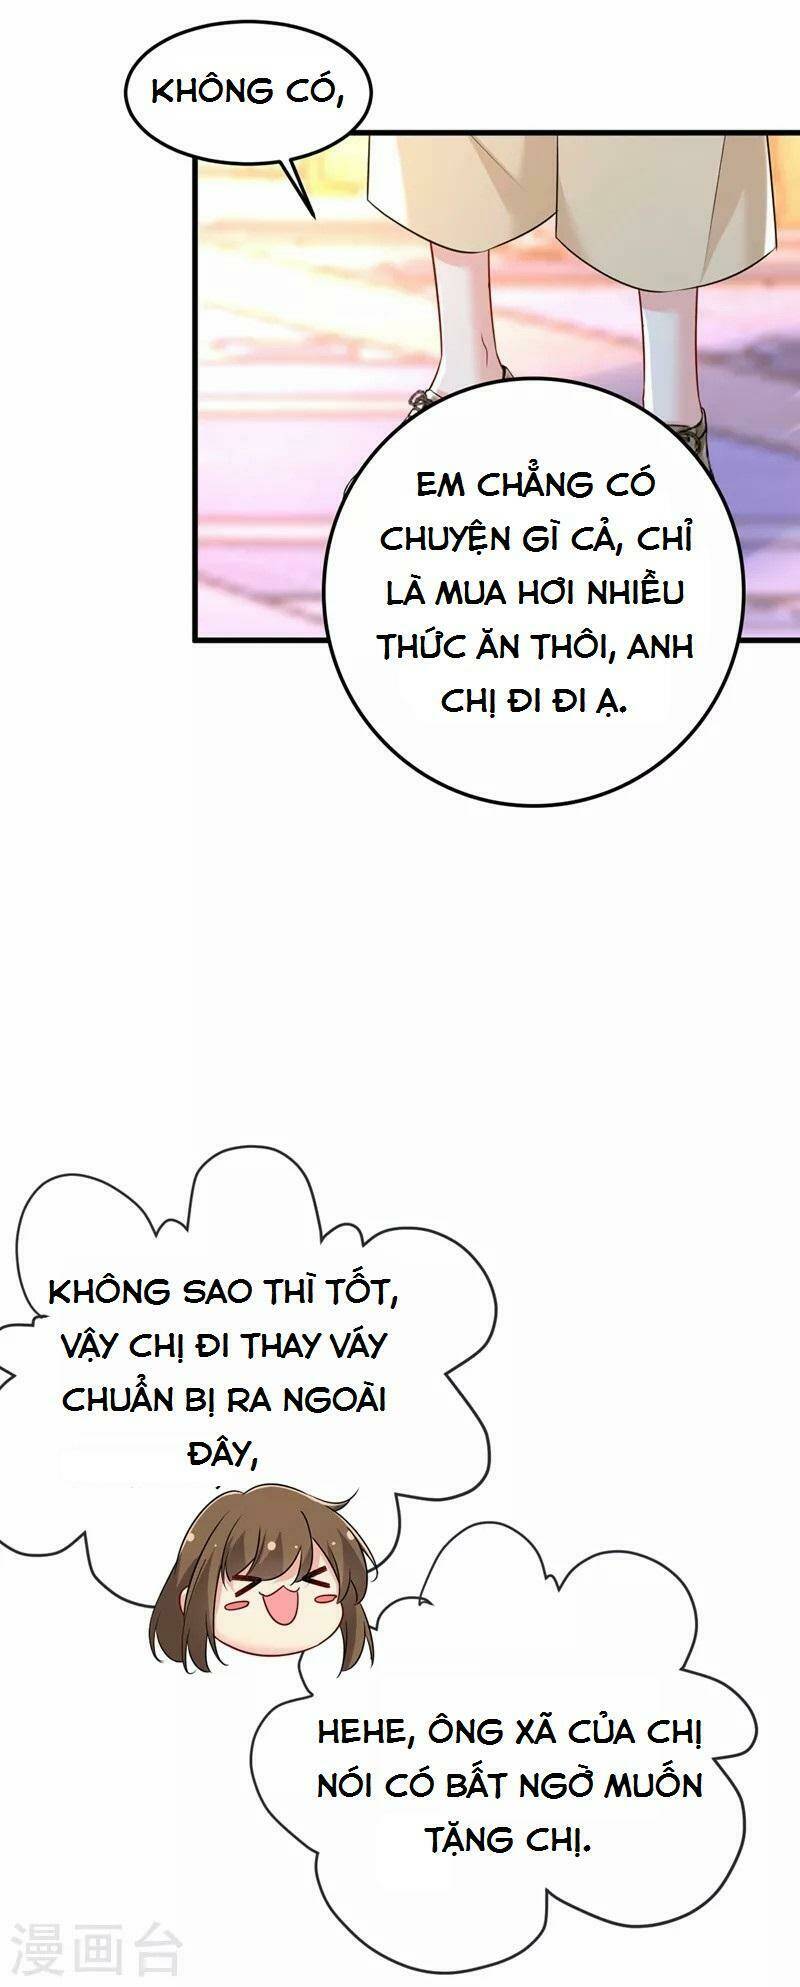 KHÔNG CÓ,
EM CHẲNG CÓ
CHUYỆN GÌ CẢ, CHỈ
LÀ MUA HƠI NHIỀU
THỨC ĂN THÔI, ANH
CHỊ ĐI ĐI Ạ.
KHÔNG SAO THÌ TỐT,
VẬY CHỊ ĐI THAY VÁY
CHUẨN BỊ RA NGOÀI
ĐÂY,
HEHE, ÔNG XÃ CỦA CHỊ
NÓI CÓ BẤT NGỜ MUỐN
TẶNG CHỊ.
漫画台